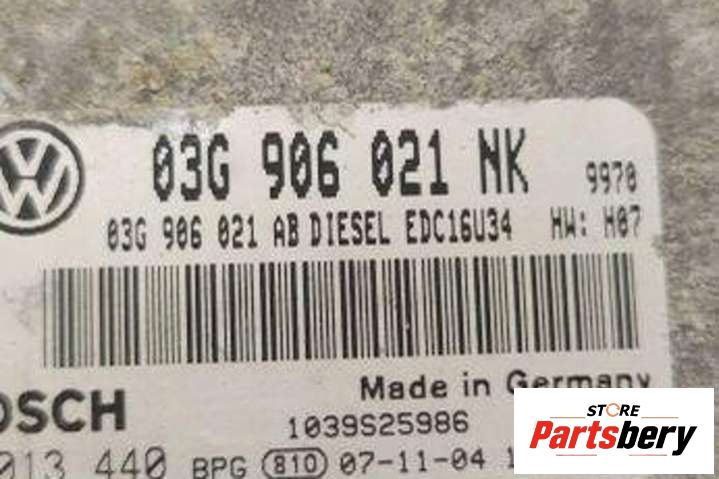 03G 906 021 NK 9970
03G 906 021 AB DIESEL EDC16U34 HW: H07
Made in Germany
1039S25986
013 440 BPG 810 07-11-04
STORE
Partsbery